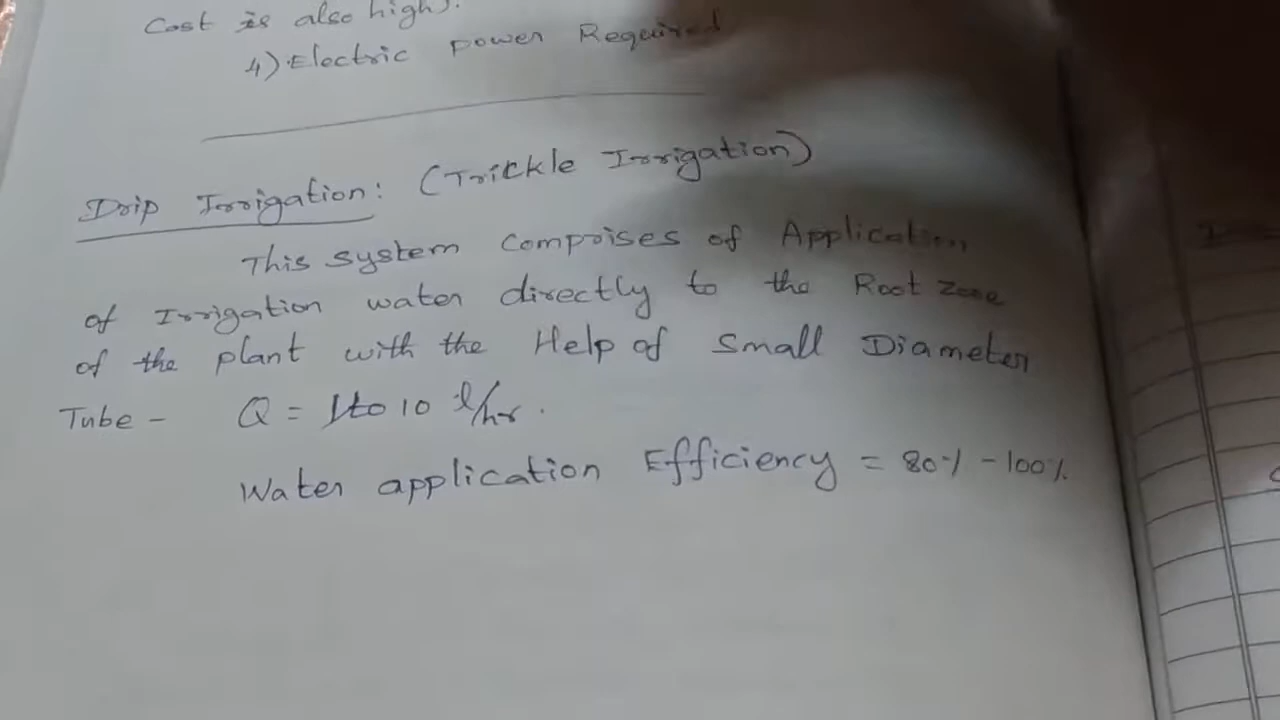 Cost is also high).
4) Electric power Required
Drip Irrigation: (Trickle Irrigation)
This system comprises of Application
of Irrigation water directly to the Root zone
of the plant with the Help of Small Diameter
Tube - Q = 1 to 10 l/hr.
Water application Efficiency = 80% - 100%